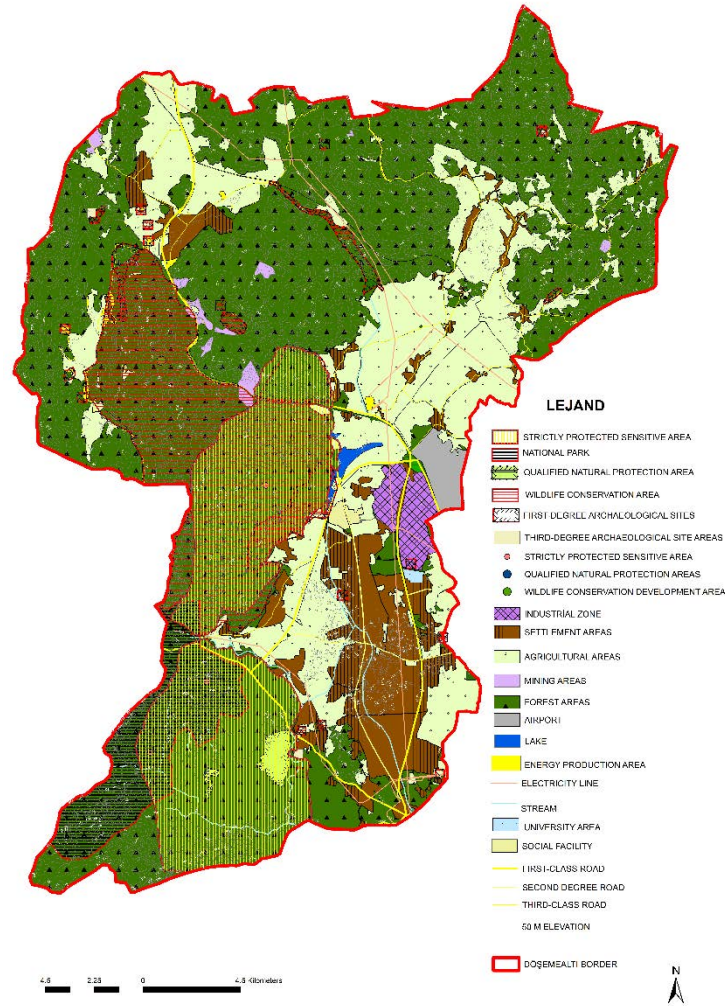 LEJAND
STRICTLY PROTECTED SENSITIVE AREA
NATIONAL PARK
QUALIFIED NATURAL PROTECTION AREA
WILDLIFE CONSERVATION AREA
FIRST-DEGREE ARCHAEOLOGICAL SITES
THIRD-DEGREE ARCHAEOLOGICAL SITE AREAS
STRICTLY PROTECTED SENSITIVE AREA
QUALIFIED NATURAL PROTECTION AREAS
WILDLIFE CONSERVATION DEVELOPMENT AREA
INDUSTRİAL ZONE
SETTLEMENT AREAS
AGRICULTURAL AREAS
MINING AREAS
FOREST AREAS
AIRPORT
LAKE
ENERGY PRODUCTION AREA
ELECTRICITY LINE
STREAM
UNIVERSITY AREA
SOCIAL FACILITY
FIRST-CLASS ROAD
SECOND DEGREE ROAD
THIRD-CLASS ROAD
50 M ELEVATION
DÖŞEMEALTI BORDER
4.5 2.25 0 4.5 Kilometers
N